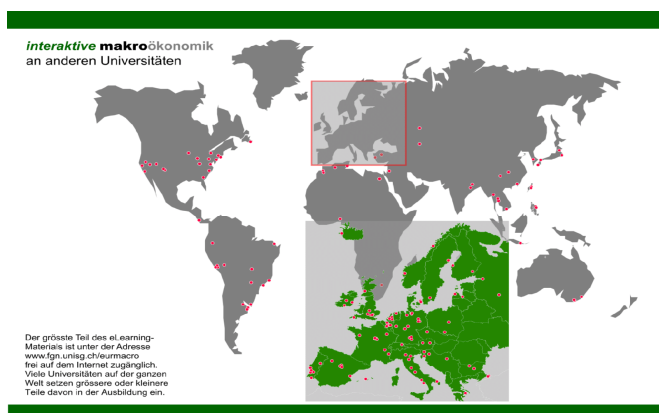 interaktive makroökonomik
an anderen Universitäten
Der grösste Teil des eLearning-
Materials ist unter der Adresse
www.fgn.unisg.ch/eurmacro
frei auf dem Internet zugänglich.
Viele Universitäten auf der ganzen
Welt setzen grössere oder kleinere
Teile davon in der Ausbildung ein.